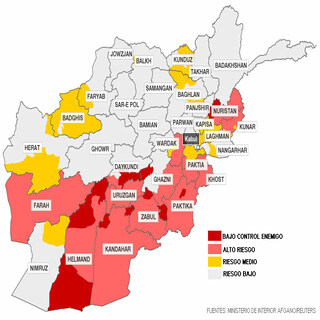 JOWZJAN
BALKH
KUNDUZ
TAKHAR
BADAKHSHAN
FARYAB
SAMANGAN
BAGHLAN
SAR-E POL
PANJSHIR
NURISTAN
BADGHIS
BAMIAN
PARWAN
KAPISA
KUNAR
LAGHMAN
HERAT
GHOWR
WARDAK
Kabul
NANGARHAR
DAYKUNDI
PAKTIA
GHAZNI
KHOST
FARAH
URUZGAN
PAKTIKA
ZABUL
NIMRUZ
HELMAND
KANDAHAR
BAJO CONTROL ENEMIGO
ALTO RIESGO
RIESGO MEDIO
RIESGO BAJO
FUENTES: MINISTERIO DE INTERIOR AFGANO/REUTERS